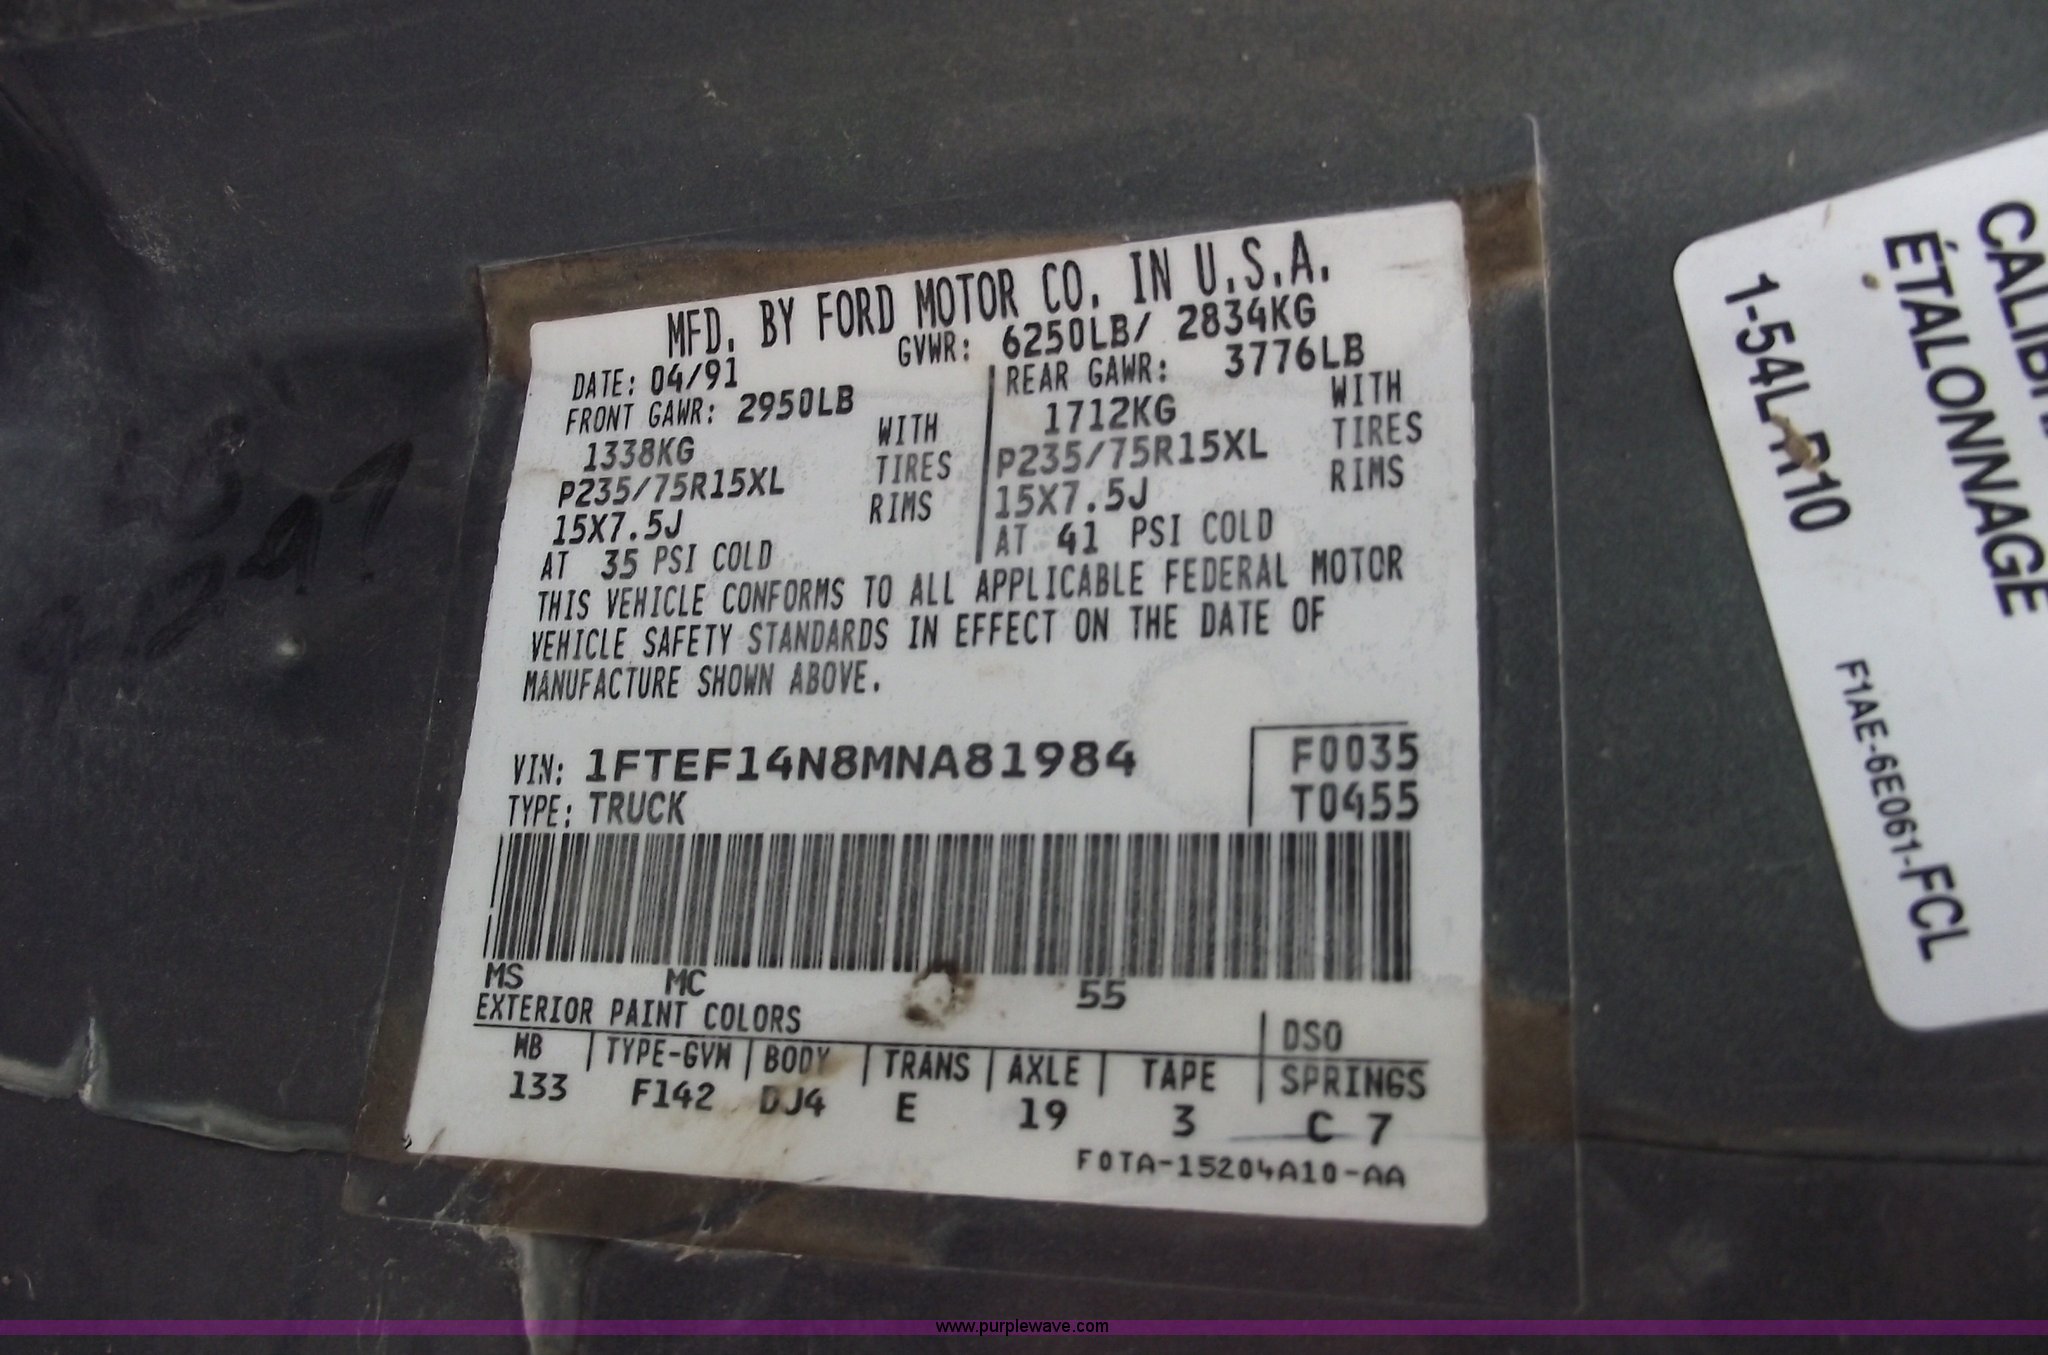 MFD. BY FORD MOTOR CO. IN U.S.A.
DATE: 04/91 GVWR: 6250LB/ 2834KG
FRONT GAWR: 2950LB
1338KG WITH
P235/75R15XL TIRES
15X7.5J RIMS
AT 35 PSI COLD
REAR GAWR: 3776LB
1712KG WITH
P235/75R15XL TIRES
15X7.5J RIMS
AT 41 PSI COLD
THIS VEHICLE CONFORMS TO ALL APPLICABLE FEDERAL MOTOR
VEHICLE SAFETY STANDARDS IN EFFECT ON THE DATE OF
MANUFACTURE SHOWN ABOVE.
VIN: 1FTEF14N8MNA81984 F0035
TYPE: TRUCK T0455
MS MC 55
EXTERIOR PAINT COLORS DSO
WB TYPE-GVW BODY TRANS AXLE TAPE SPRINGS
133 F142 DJ4 E 19 3 C 7
F0TA-15204A10-AA
ÉTALONNAGE
1-54L-R10
F1AE-6E061-FCL
www.purplewave.com